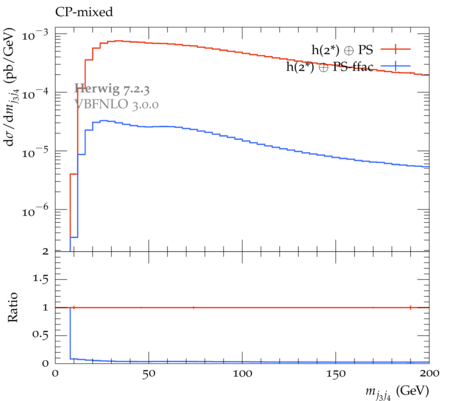 CP-mixed
dσ/dm_{j₃j₄} (pb/GeV)
10⁻³
10⁻⁴
10⁻⁵
10⁻⁶
h(2*) ⊕ PS
h(2*) ⊕ PS-ffac
Herwig 7.2.3
VBFNLO 3.0.0
Ratio
2
1.5
1
0.5
0
0
50
100
150
200
m_{j₃j₄} (GeV)